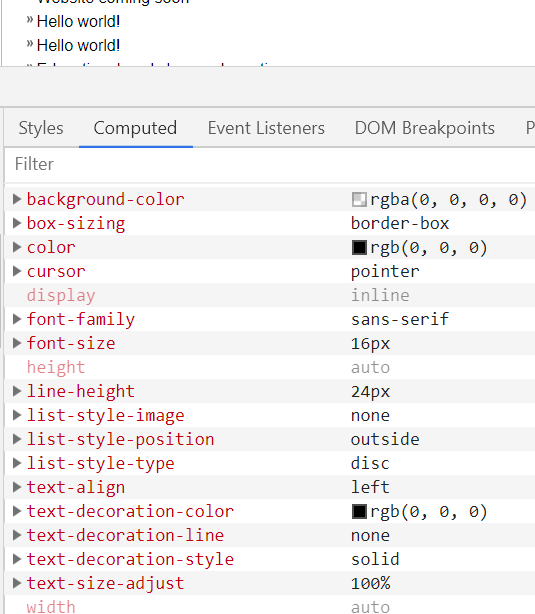 Website coming soon
» Hello world!
» Hello world!
Styles Computed Event Listeners DOM Breakpoints P
Filter
background-color rgba(0, 0, 0, 0)
box-sizing border-box
color rgb(0, 0, 0)
cursor pointer
display inline
font-family sans-serif
font-size 16px
height auto
line-height 24px
list-style-image none
list-style-position outside
list-style-type disc
text-align left
text-decoration-color rgb(0, 0, 0)
text-decoration-line none
text-decoration-style solid
text-size-adjust 100%
width auto